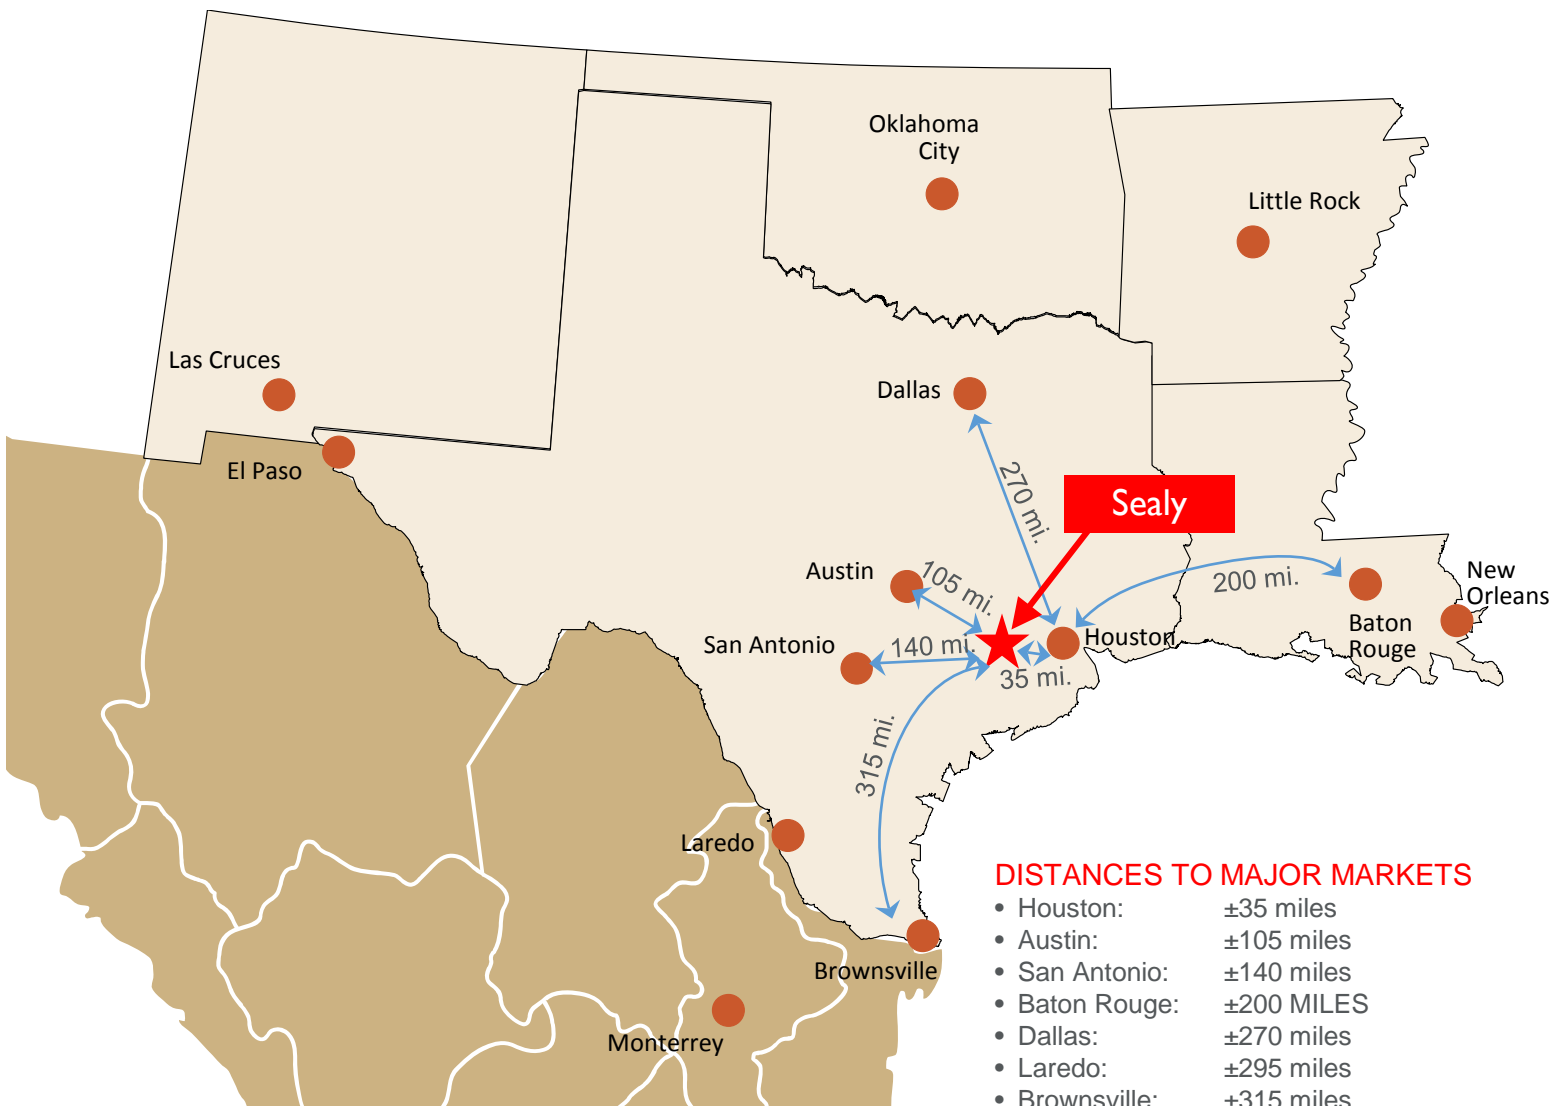 Oklahoma
City
Little Rock
Las Cruces
Dallas
El Paso
270 mi.
Sealy
Austin
105 mi.
200 mi.
New
Orleans
San Antonio
140 mi.
Houston
Baton
Rouge
35 mi.
315 mi.
Laredo
Brownsville
Monterrey
DISTANCES TO MAJOR MARKETS
• Houston: ±35 miles
• Austin: ±105 miles
• San Antonio: ±140 miles
• Baton Rouge: ±200 MILES
• Dallas: ±270 miles
• Laredo: ±295 miles
• Brownsville: ±315 miles